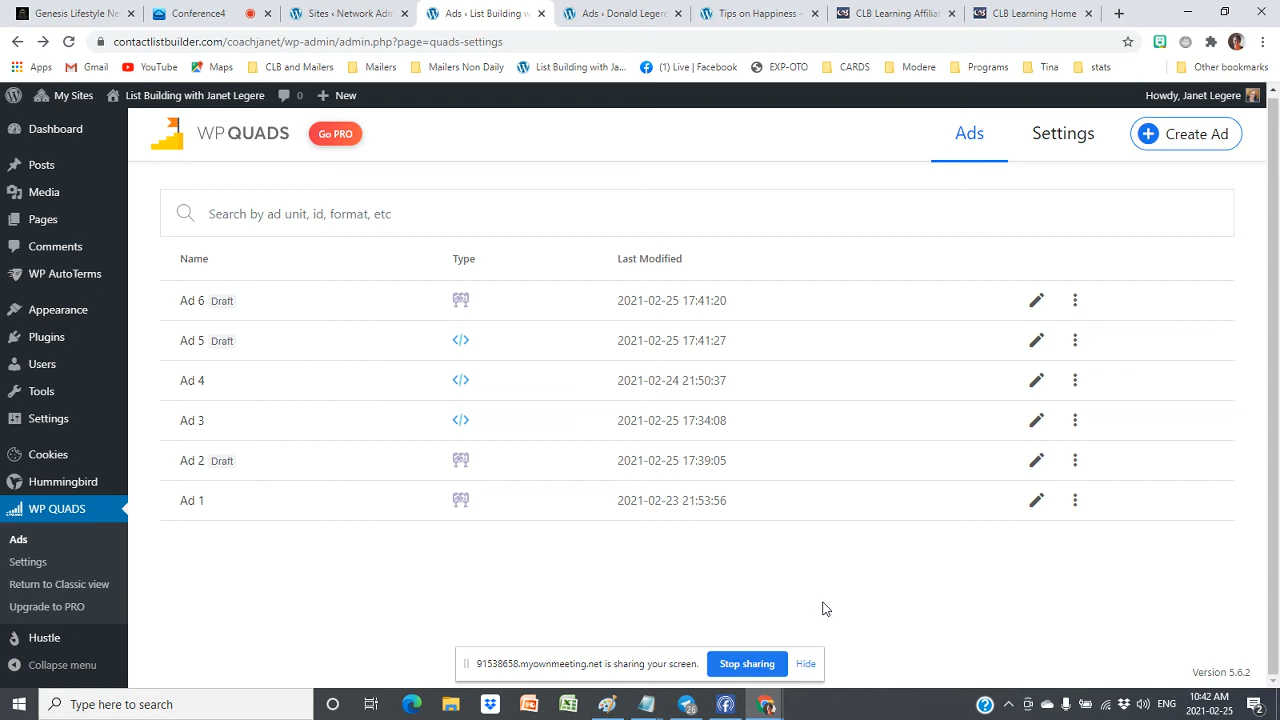 Genesis Lifestyle Ne
Conference4
Sites ‹ Network Adm
Ads ‹ List Building w
Ads ‹ Donald Legere
Tips on Happiness –
CLB Learning Affiliat
CLB Learning Home
contactlistbuilder.com/coachjanet/wp-admin/admin.php?page=quads-settings
Apps
Gmail
YouTube
Maps
CLB and Mailers
Mailers
Mailers Non Daily
List Building with Ja...
(1) Live | Facebook
EXP-OTO
CARDS
Modere
Programs
Tina
stats
Other bookmarks
My Sites
List Building with Janet Legere
0
New
Howdy, Janet Legere
Dashboard
Posts
Media
Pages
Comments
WP AutoTerms
Appearance
Plugins
Users
Tools
Settings
Cookies
Hummingbird
WP QUADS
Ads
Settings
Return to Classic view
Upgrade to PRO
Hustle
Collapse menu
WP QUADS
Go PRO
Ads
Settings
Create Ad
Search by ad unit, id, format, etc
Name Type Last Modified
Ad 6 Draft 2021-02-25 17:41:20
Ad 5 Draft 2021-02-25 17:41:27
Ad 4 2021-02-24 21:50:37
Ad 3 2021-02-25 17:34:08
Ad 2 Draft 2021-02-25 17:39:05
Ad 1 2021-02-23 21:53:56
91538658.myownmeeting.net is sharing your screen.
Stop sharing
Hide
Version 5.6.2
Type here to search
26
ENG
10:42 AM
2021-02-25
2